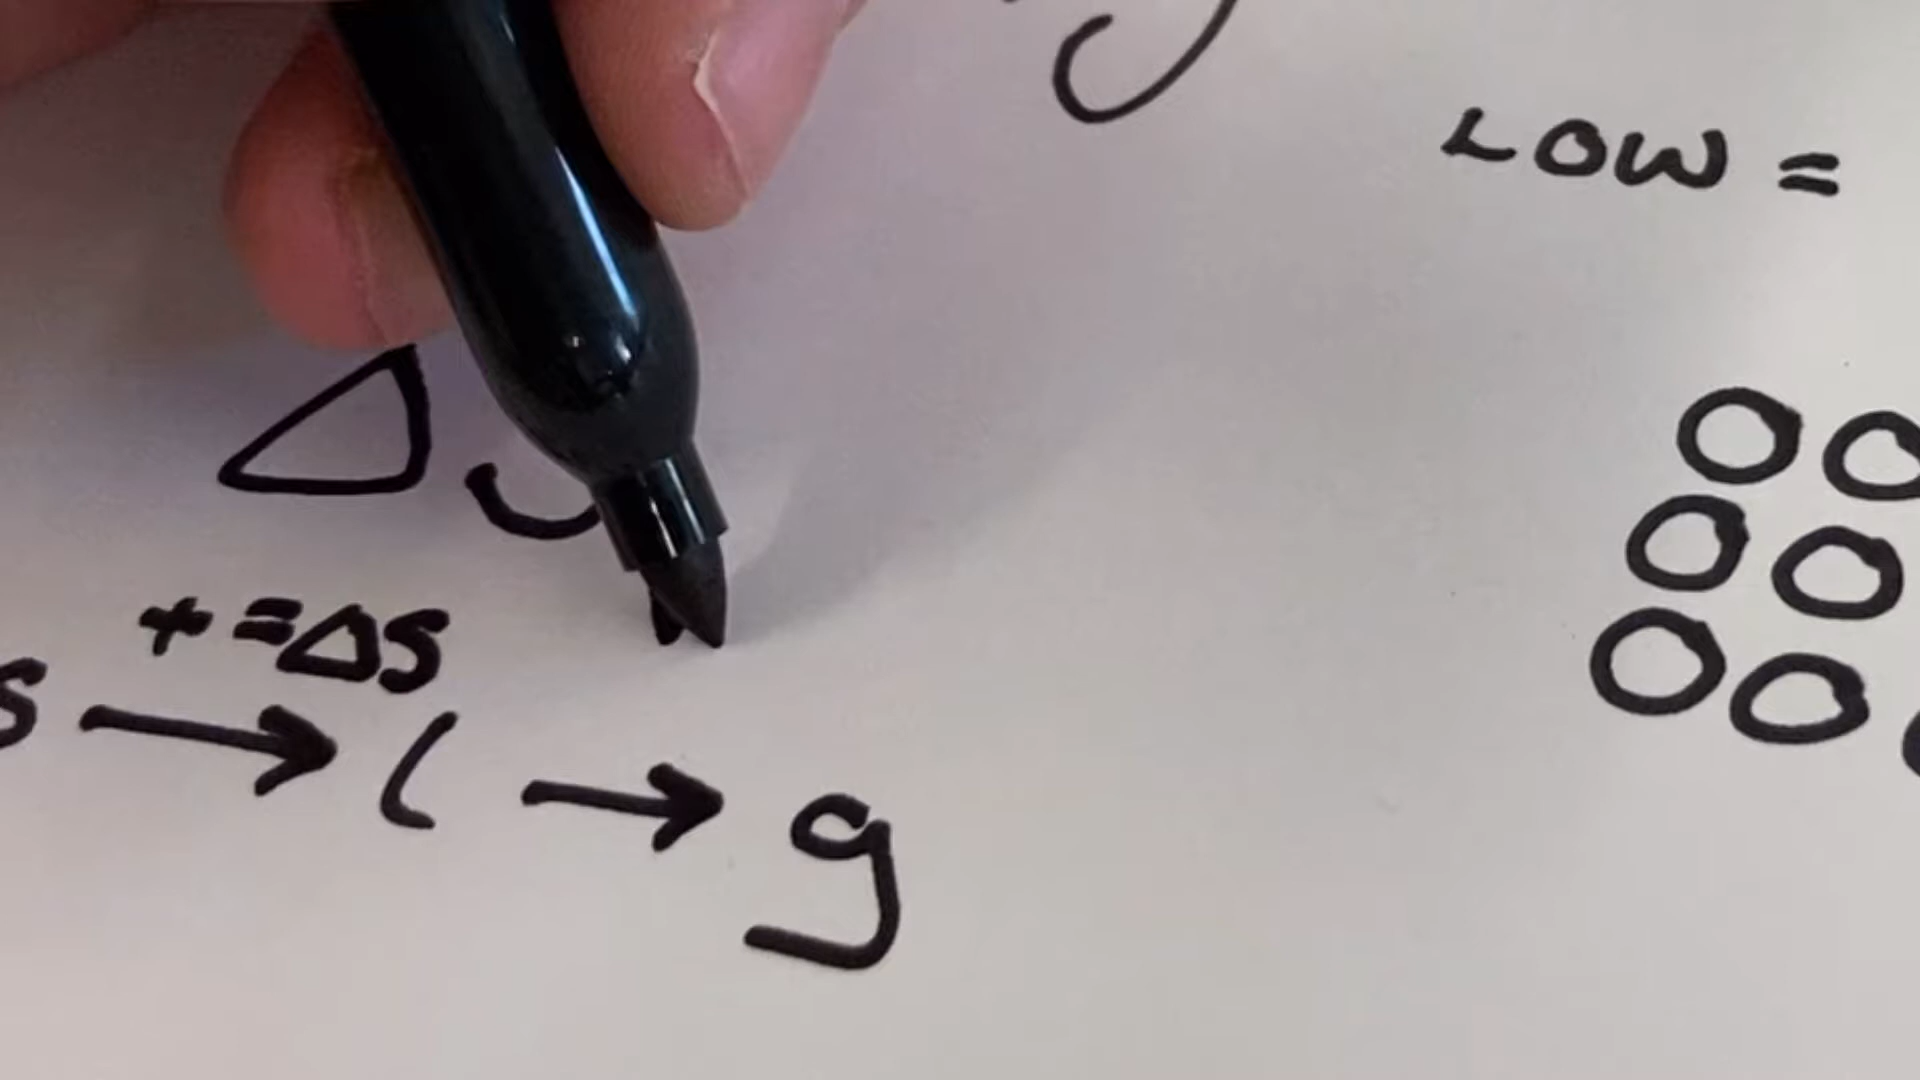 LOW =
Δ
+ = ΔS
s → l → g